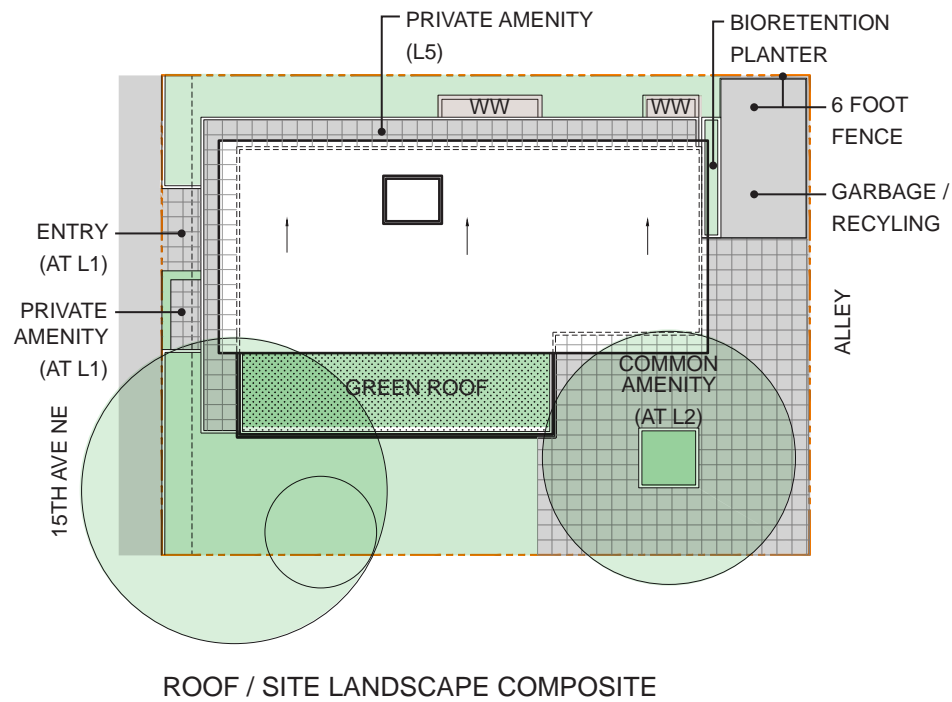 PRIVATE AMENITY
(L5)
BIORETENTION
PLANTER
WW
WW
6 FOOT
FENCE
GARBAGE /
RECYLING
ENTRY
(AT L1)
PRIVATE
AMENITY
(AT L1)
ALLEY
GREEN ROOF
COMMON
AMENITY
(AT L2)
15TH AVE NE
ROOF / SITE LANDSCAPE COMPOSITE